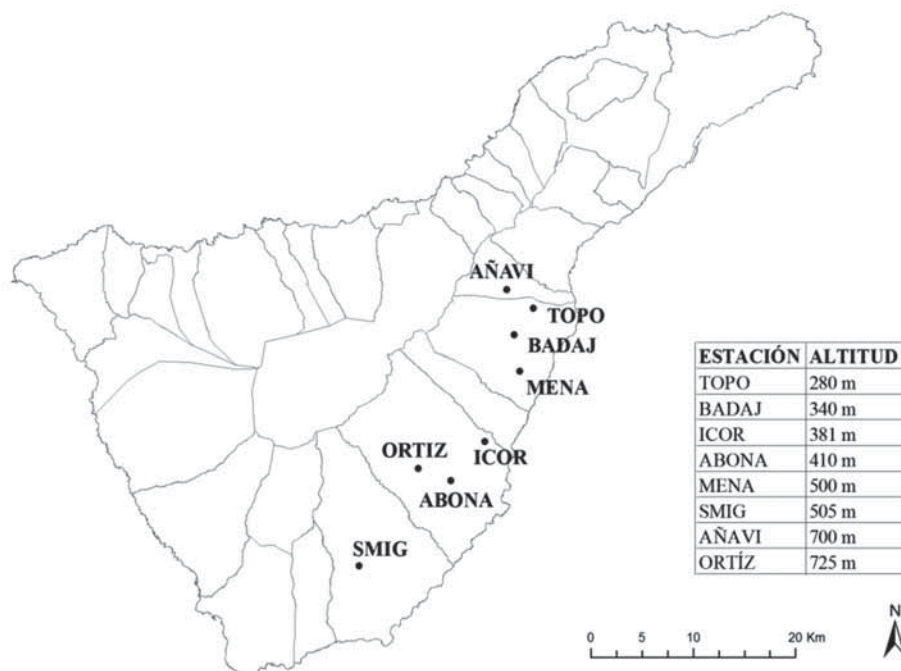 AÑAVI
TOPO
BADAJ
MENA
ORTIZ
ICOR
ABONA
SMIG
ESTACIÓN ALTITUD
TOPO 280 m
BADAJ 340 m
ICOR 381 m
ABONA 410 m
MENA 500 m
SMIG 505 m
AÑAVI 700 m
ORTÍZ 725 m
N
0 5 10 20 Km